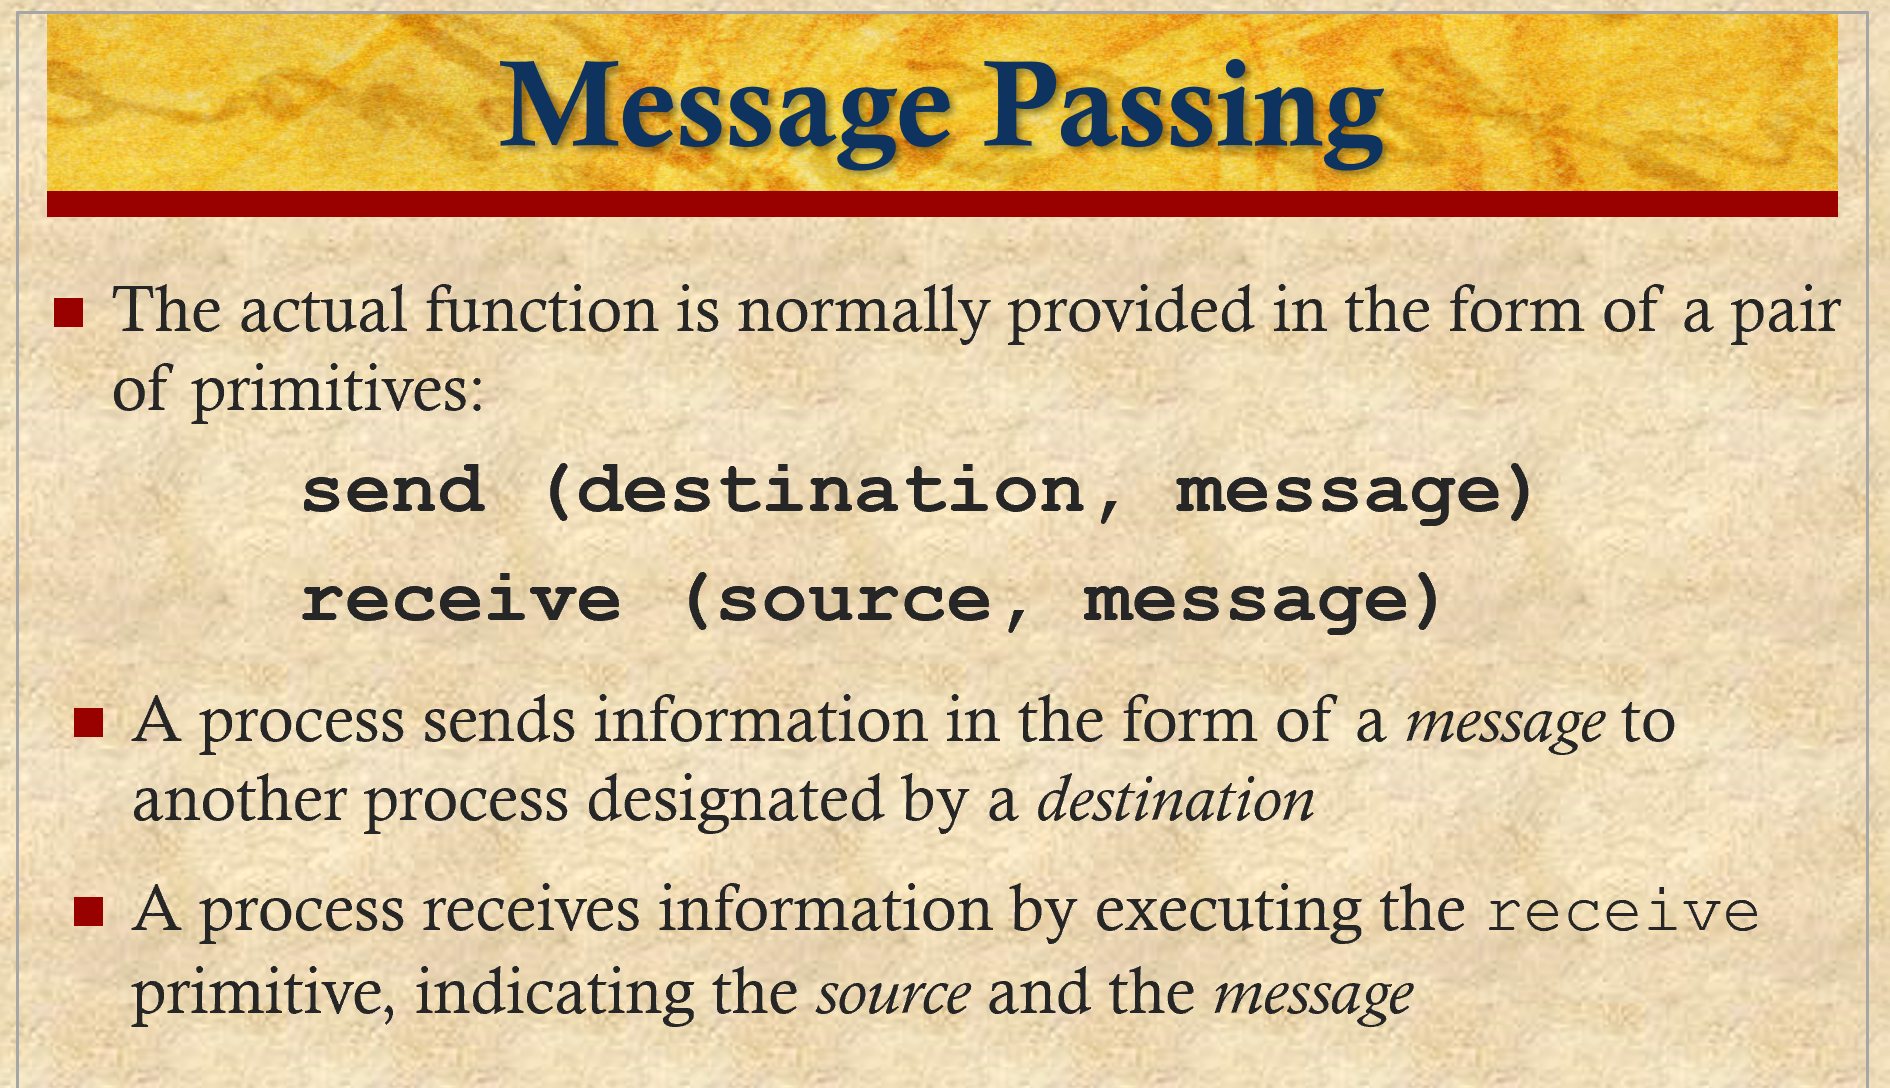 Message Passing
The actual function is normally provided in the form of a pair
of primitives:
send (destination, message)
receive (source, message)
A process sends information in the form of a message to
another process designated by a destination
A process receives information by executing the receive
primitive, indicating the source and the message